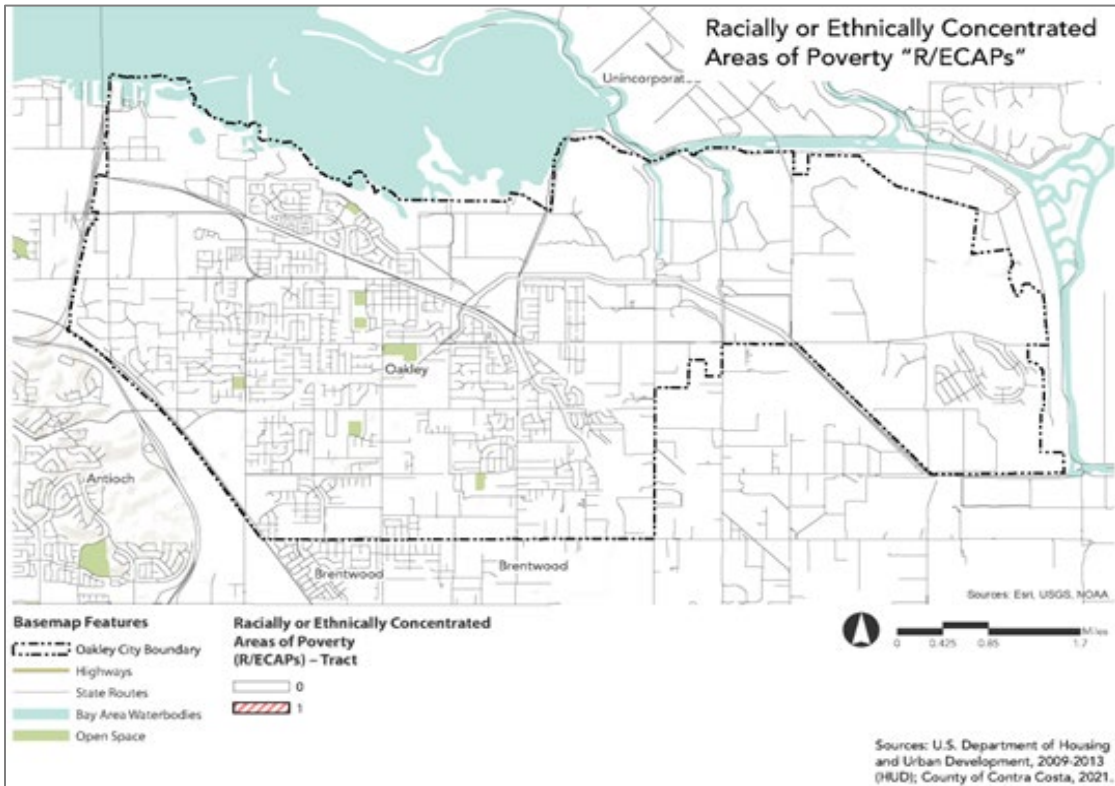 Racially or Ethnically Concentrated
Areas of Poverty "R/ECAPs"
Unincorporat
Oakley
Antioch
Brentwood
Brentwood
Sources: Esri, USGS, NOAA
Basemap Features
Oakley City Boundary
Highways
State Routes
Bay Area Waterbodies
Open Space
Racially or Ethnically Concentrated
Areas of Poverty
(R/ECAPs) – Tract
0
1
Miles
0 0.425 0.85 1.7
Sources: U.S. Department of Housing
and Urban Development, 2009-2013
(HUD); County of Contra Costa, 2021.